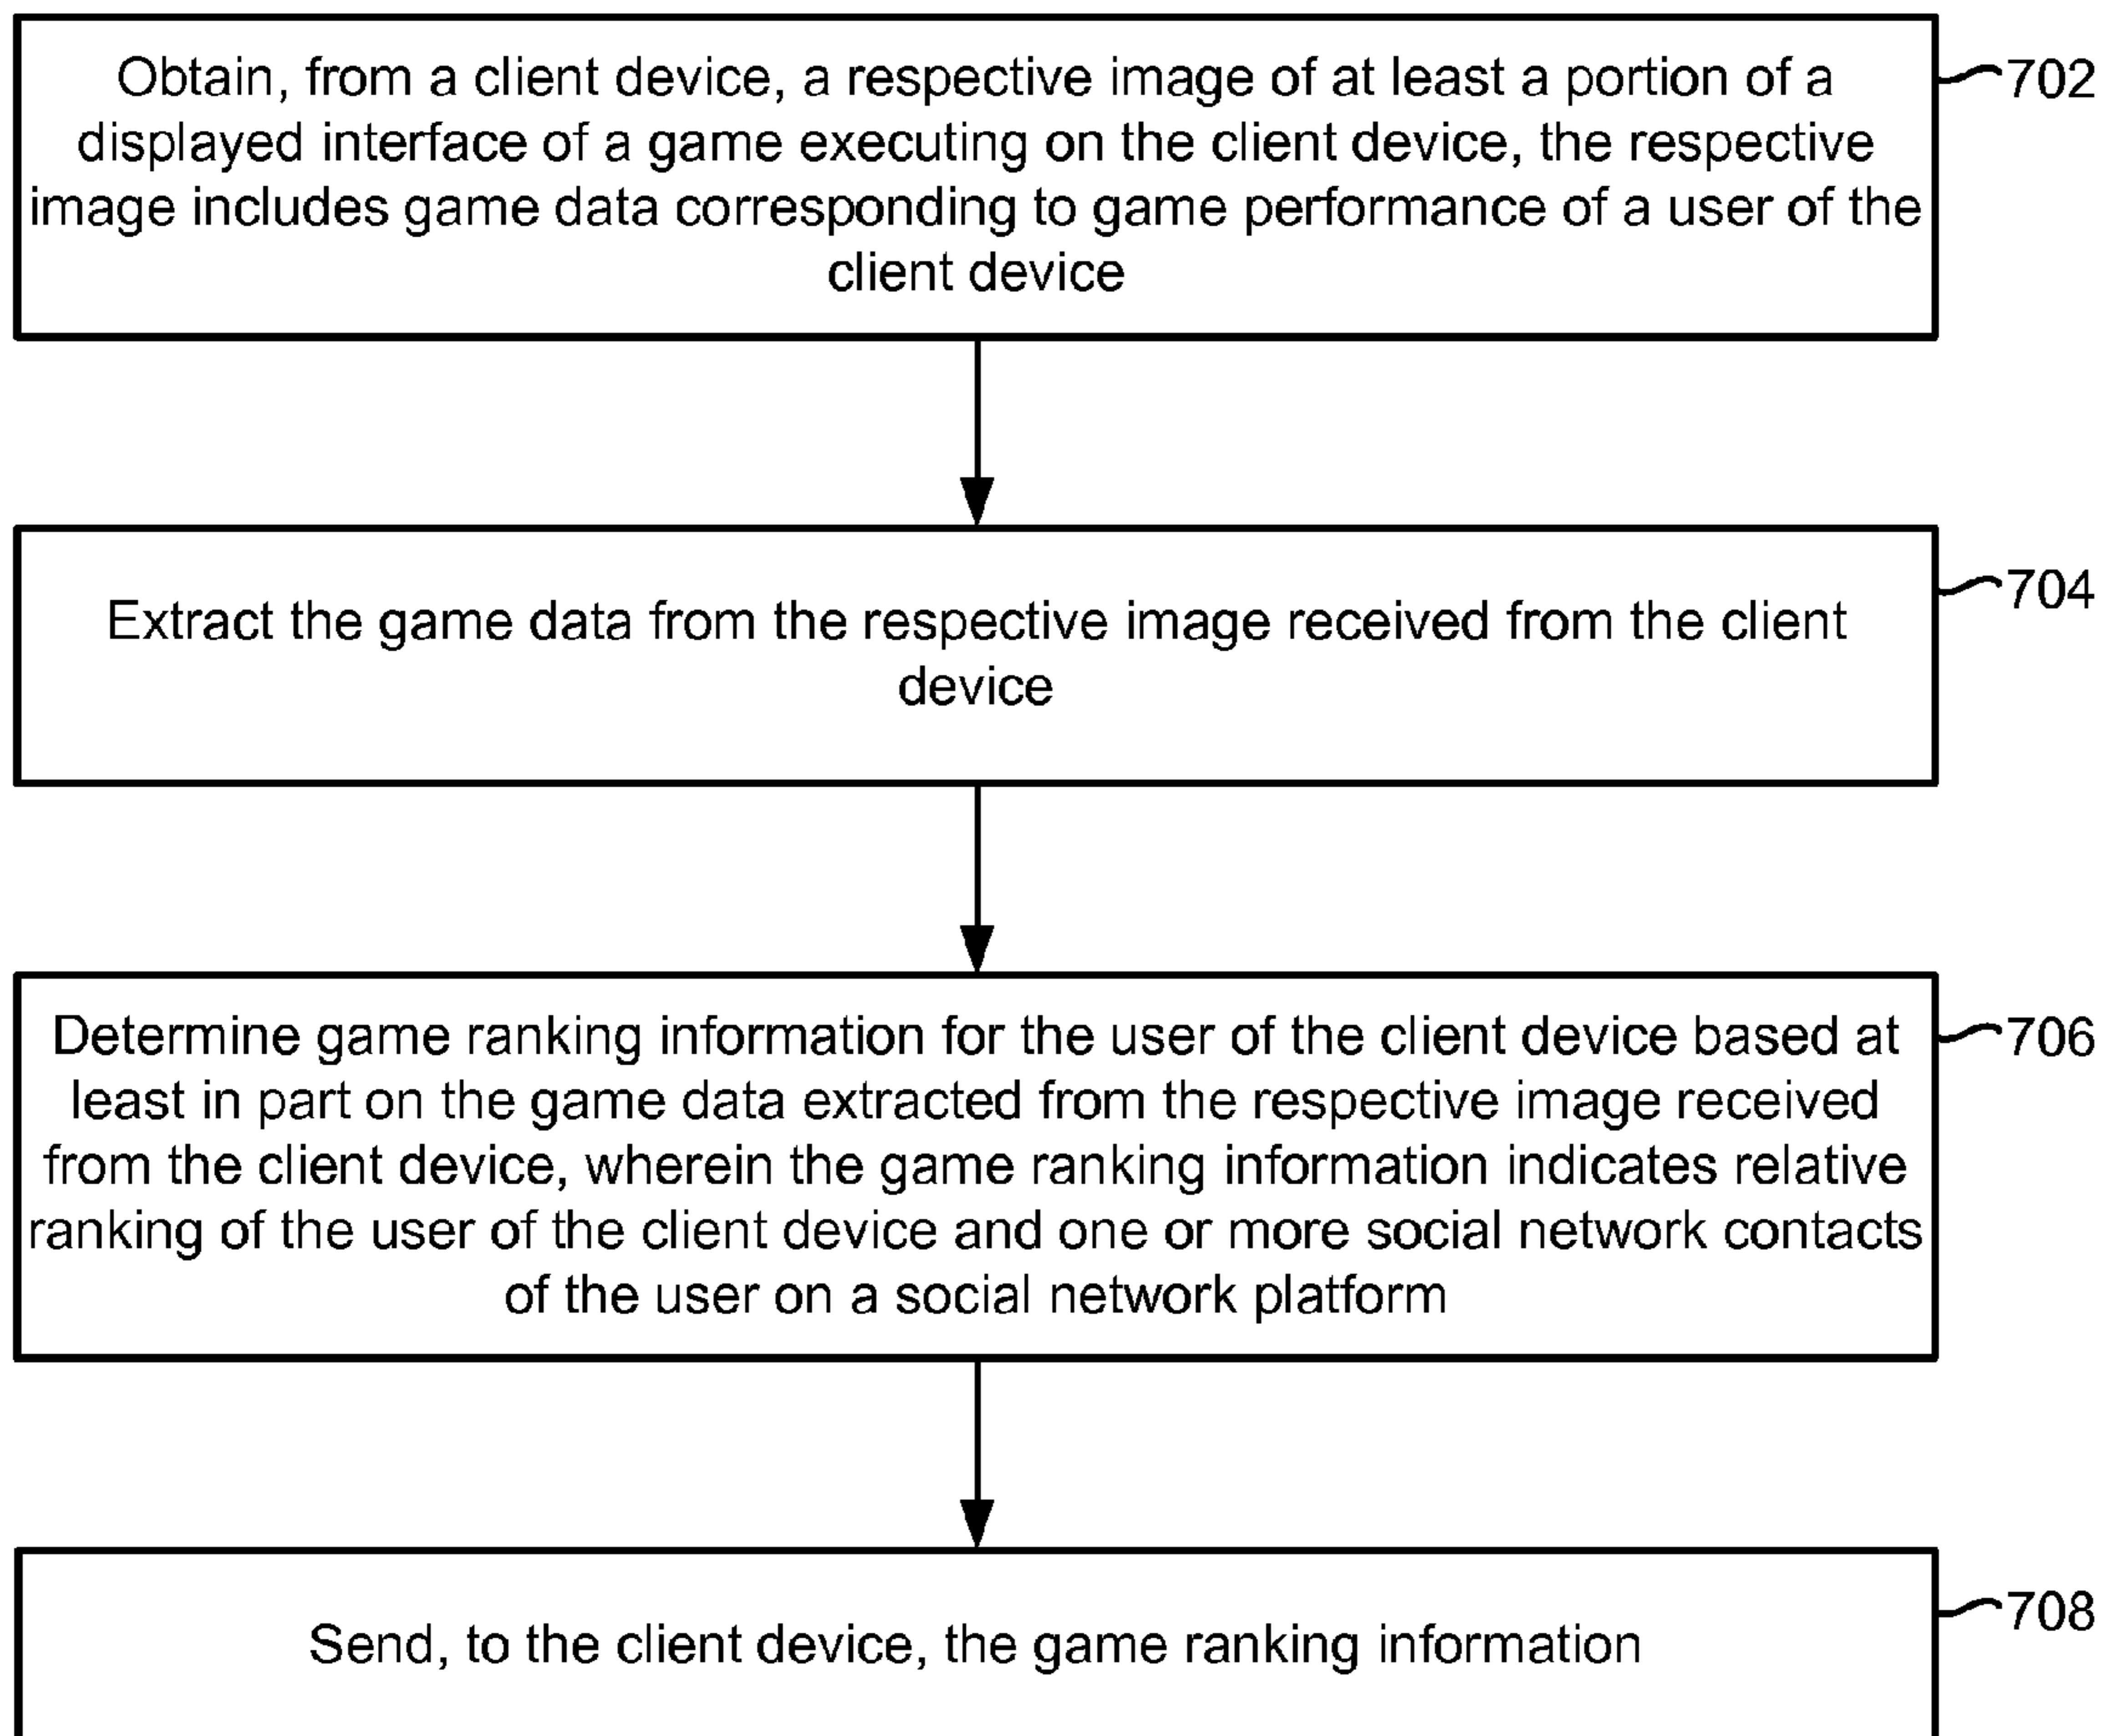 Obtain, from a client device, a respective image of at least a portion of a
displayed interface of a game executing on the client device, the respective
image includes game data corresponding to game performance of a user of the
client device
702
Extract the game data from the respective image received from the client
device
704
Determine game ranking information for the user of the client device based at
least in part on the game data extracted from the respective image received
from the client device, wherein the game ranking information indicates relative
ranking of the user of the client device and one or more social network contacts
of the user on a social network platform
706
Send, to the client device, the game ranking information
708